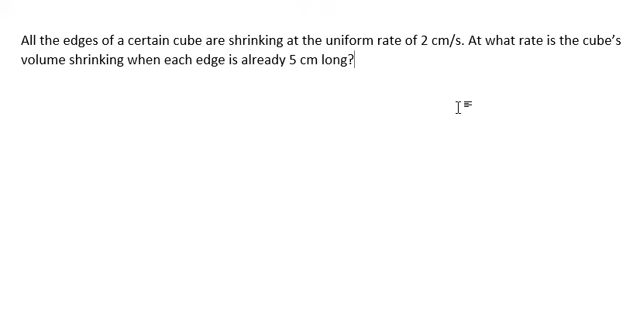 All the edges of a certain cube are shrinking at the uniform rate of 2 cm/s. At what rate is the cube's
volume shrinking when each edge is already 5 cm long?